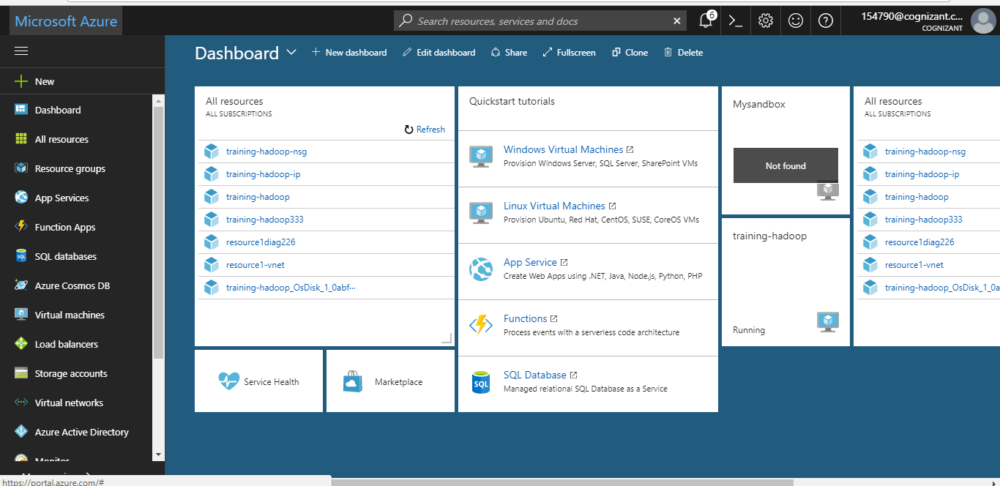 Microsoft Azure
Search resources, services and docs
6
154790@cognizant.c...
COGNIZANT
New
Dashboard
All resources
Resource groups
App Services
Function Apps
SQL databases
Azure Cosmos DB
Virtual machines
Load balancers
Storage accounts
Virtual networks
Azure Active Directory
Monitor
https://portal.azure.com/#
Dashboard
New dashboard
Edit dashboard
Share
Fullscreen
Clone
Delete
All resources
ALL SUBSCRIPTIONS
Refresh
training-hadoop-nsg
training-hadoop-ip
training-hadoop
training-hadoop333
resource1diag226
resource1-vnet
training-hadoop_OsDisk_1_0abf···
Service Health
Marketplace
Quickstart tutorials
Windows Virtual Machines
Provision Windows Server, SQL Server, SharePoint VMs
Linux Virtual Machines
Provision Ubuntu, Red Hat, CentOS, SUSE, CoreOS VMs
App Service
Create Web Apps using .NET, Java, Node.js, Python, PHP
Functions
Process events with a serverless code architecture
SQL
SQL Database
Managed relational SQL Database as a Service
Mysandbox
Not found
training-hadoop
Running
All resources
ALL SUBSCRIPTIONS
training-hadoop-nsg
training-hadoop-ip
training-hadoop
training-hadoop333
resource1diag226
resource1-vnet
training-hadoop_OsDisk_1_0a